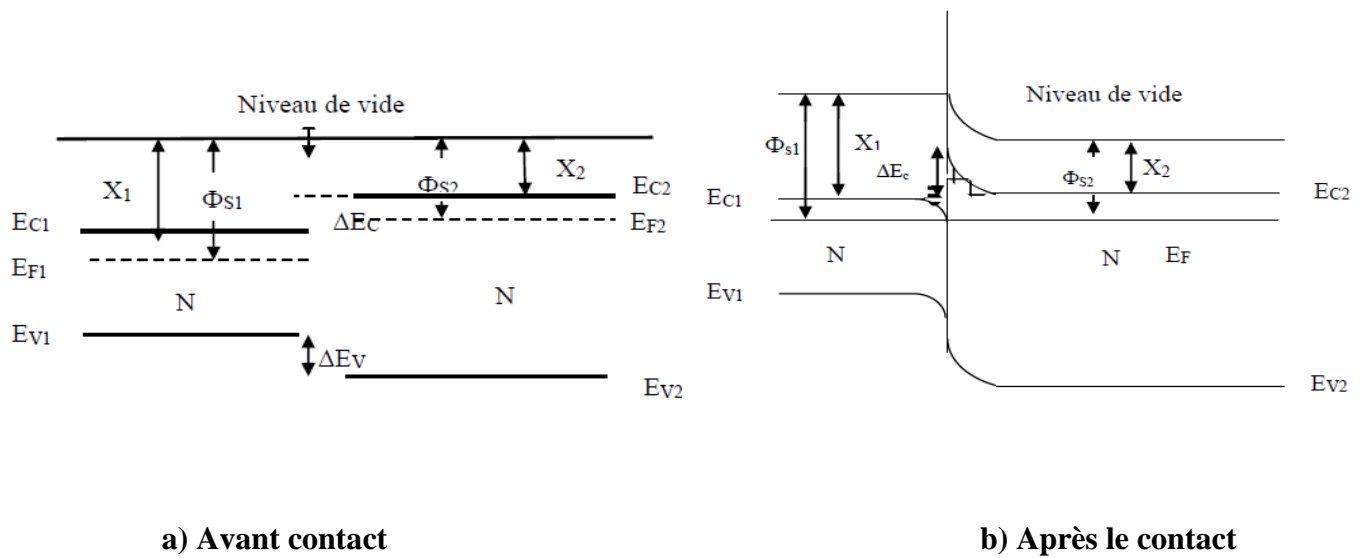 Niveau de vide
X1
ΦS1
ΦS2
X2
EC1
EC2
ΔEC
EF1
EF2
N
N
EV1
ΔEV
EV2
a) Avant contact
Niveau de vide
Φs1
X1
ΔEc
Φs2
X2
EC1
EC2
N
N
EF
EV1
EV2
b) Après le contact